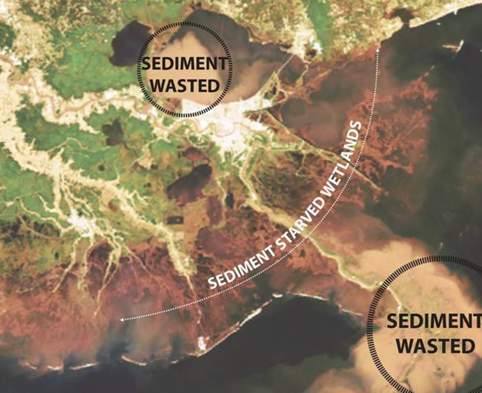 SEDIMENT
WASTED
SEDIMENT STARVED WETLANDS
SEDIMENT
WASTED